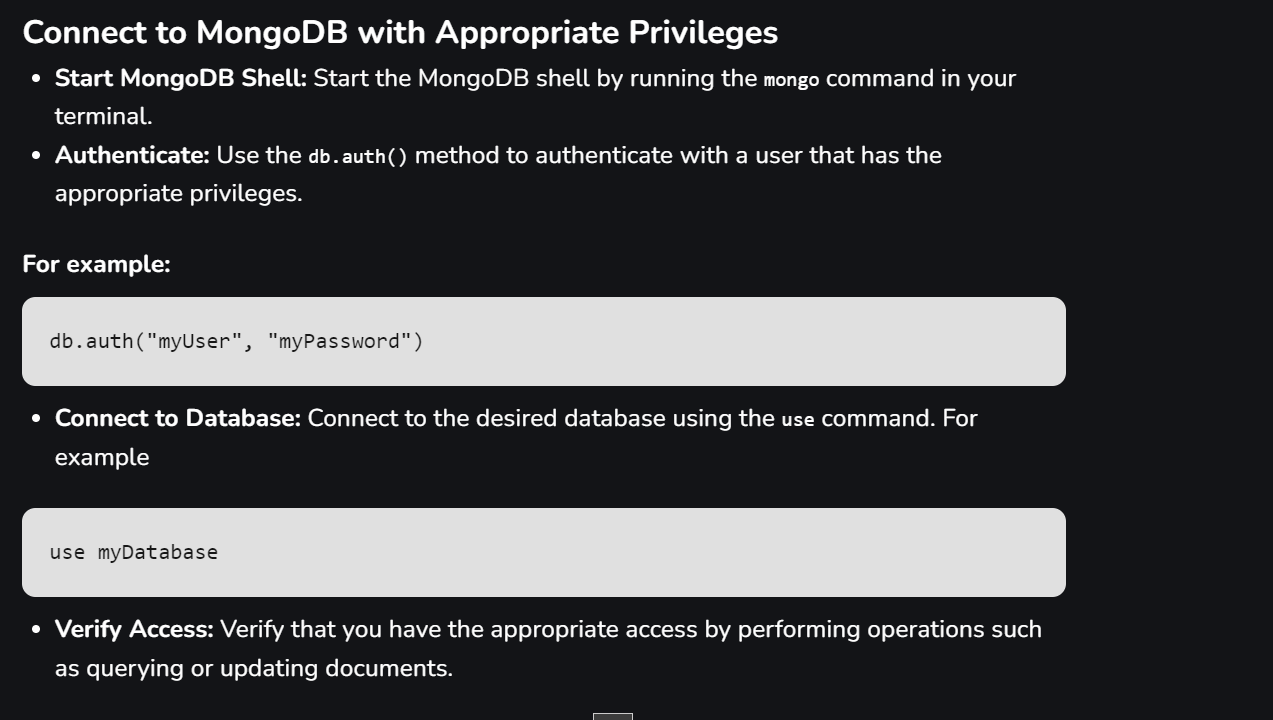 Connect to MongoDB with Appropriate Privileges
• Start MongoDB Shell: Start the MongoDB shell by running the mongo command in your
terminal.
• Authenticate: Use the db.auth() method to authenticate with a user that has the
appropriate privileges.
For example:
db.auth("myUser", "myPassword")
• Connect to Database: Connect to the desired database using the use command. For
example
use myDatabase
• Verify Access: Verify that you have the appropriate access by performing operations such
as querying or updating documents.